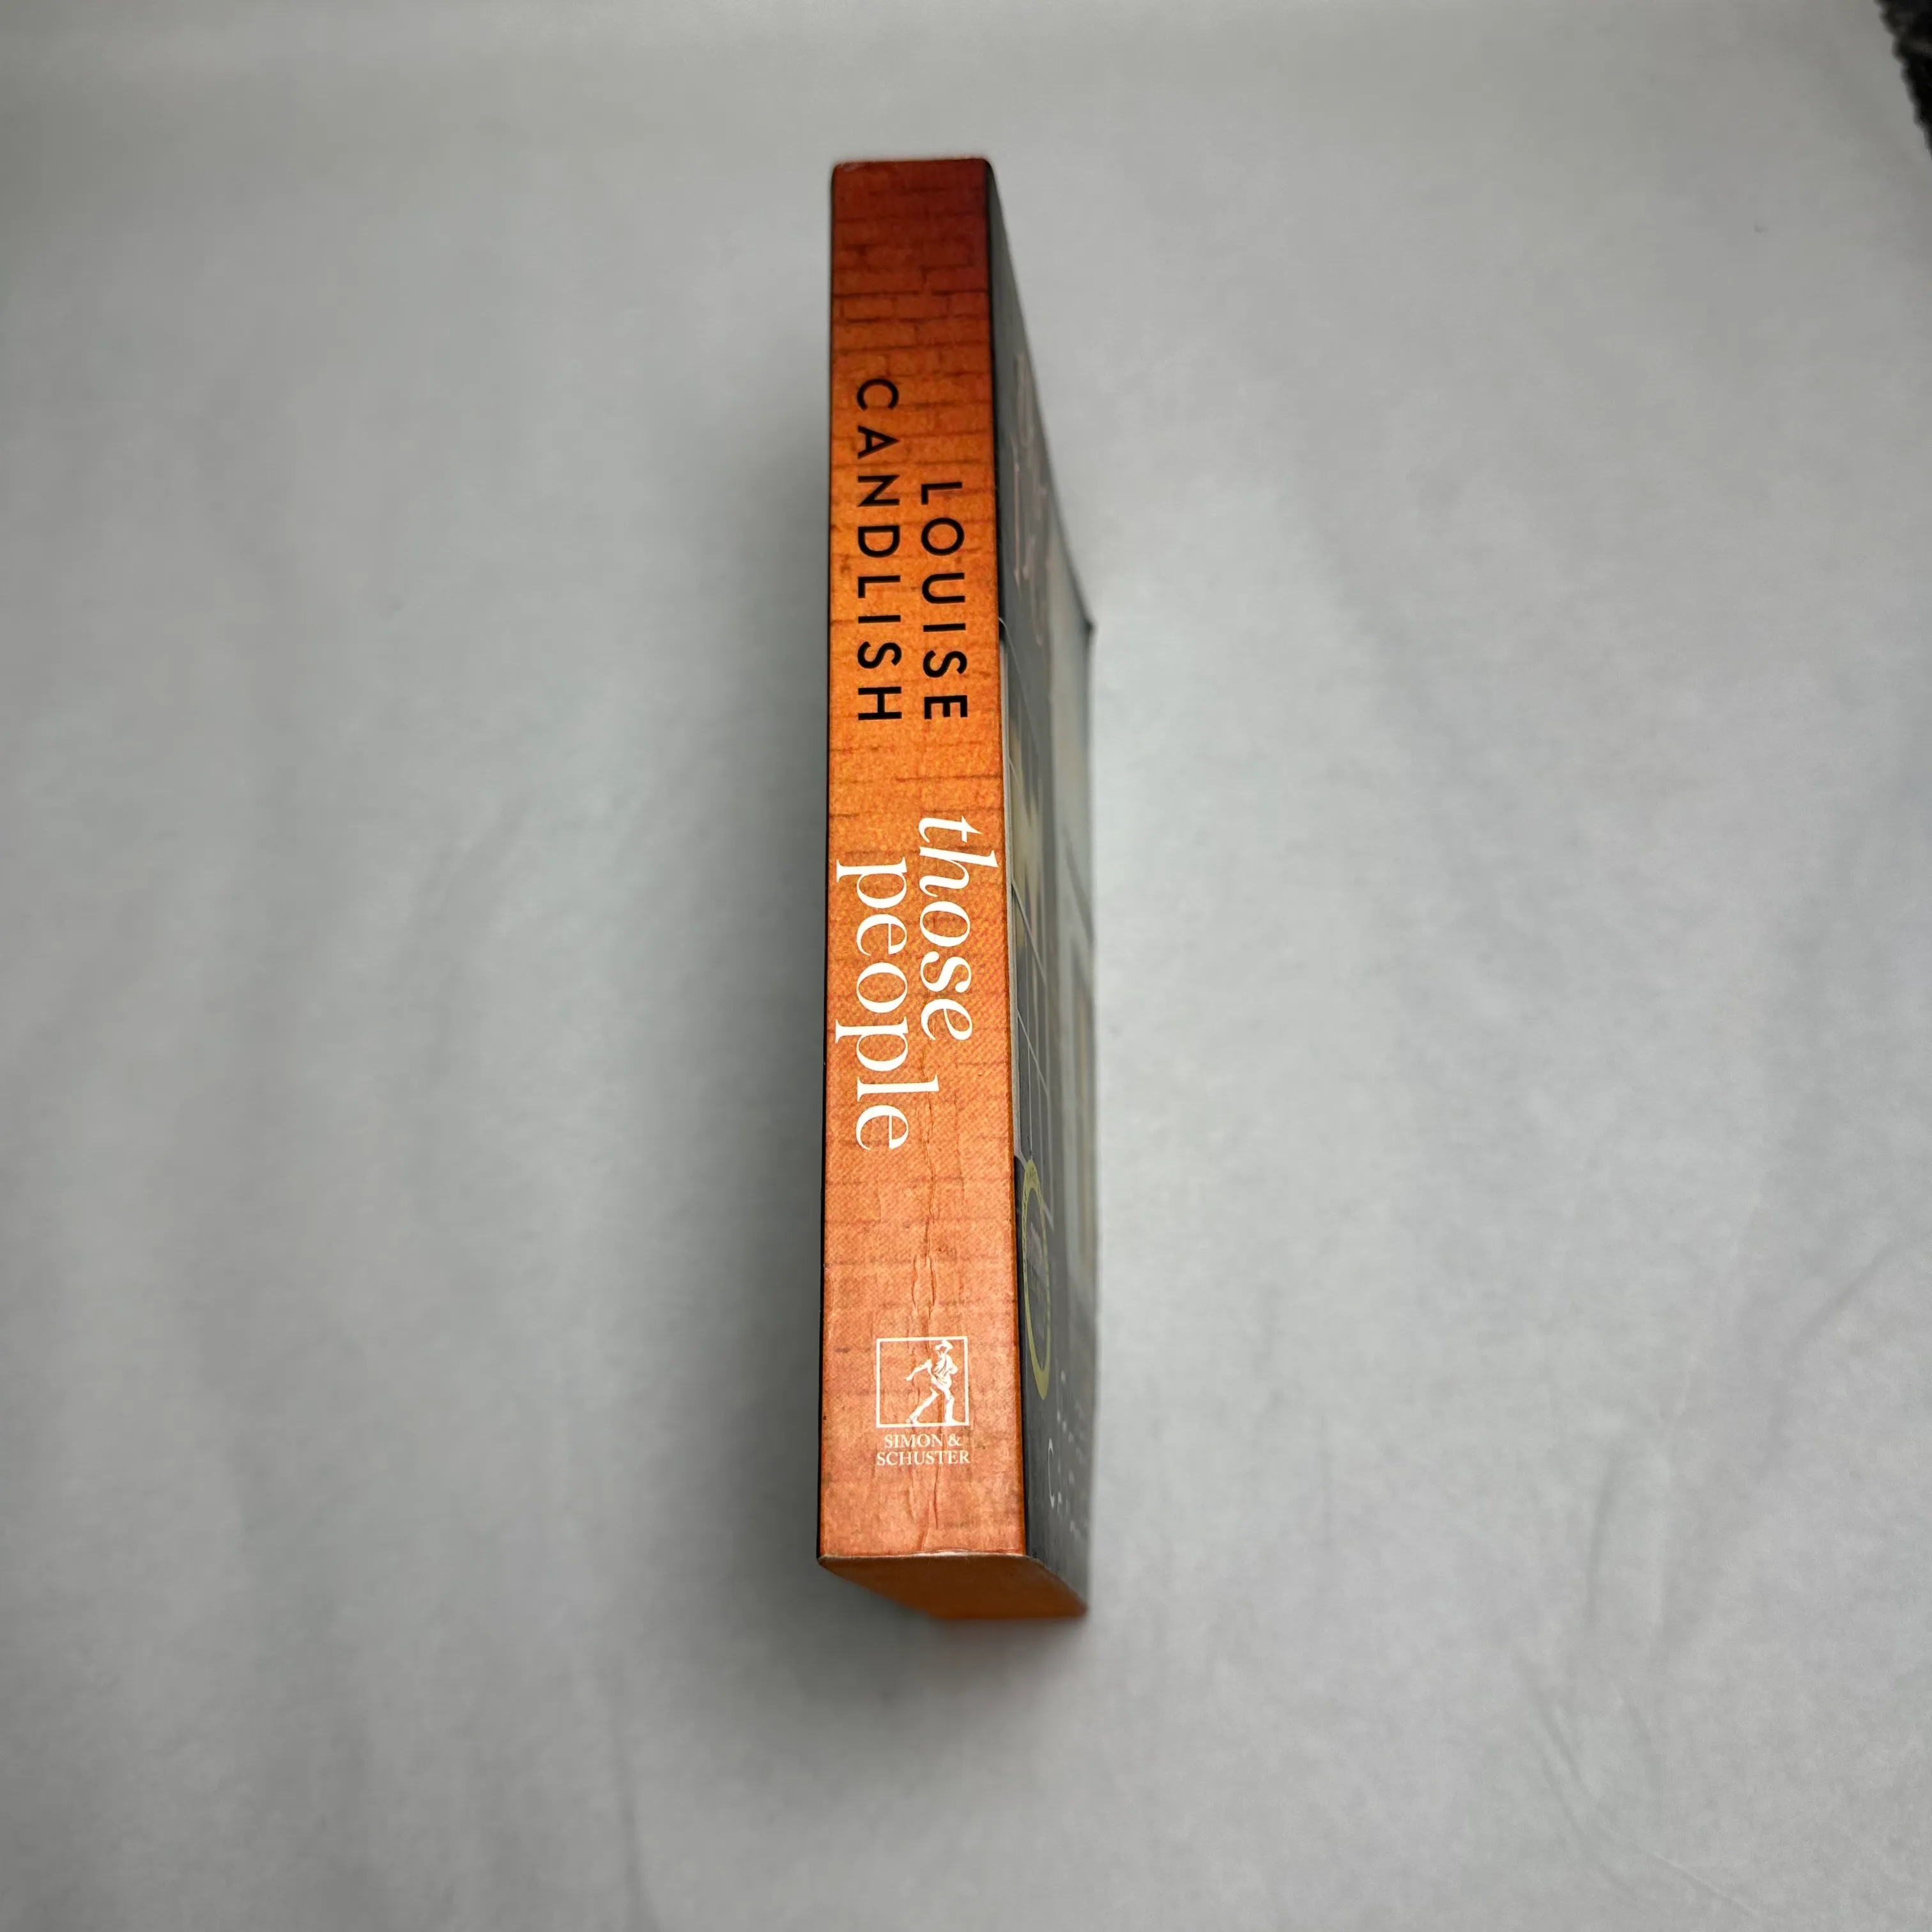 LOUISE
CANDLISH
those
people
SIMON &
SCHUSTER